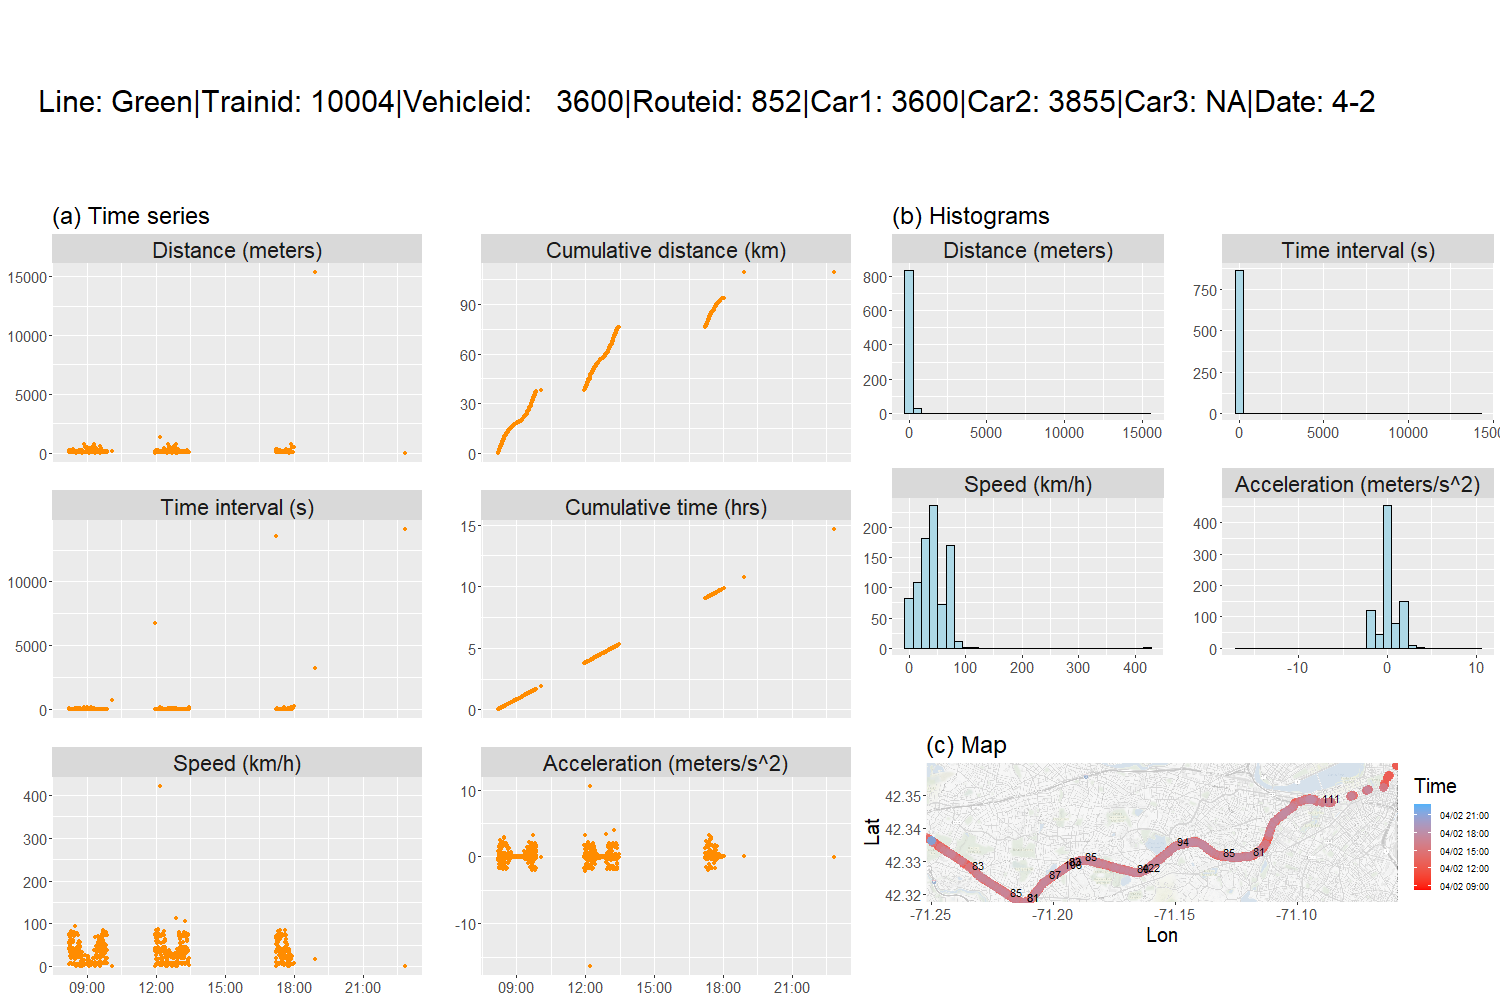 Line: Green|Trainid: 10004|Vehicleid:   3600|Routeid: 852|Car1: 3600|Car2: 3855|Car3: NA|Date: 4-2
(a) Time series
Distance (meters)
15000
10000
5000
0
Cumulative distance (km)
90
60
30
0
Time interval (s)
10000
5000
0
Cumulative time (hrs)
15
10
5
0
Speed (km/h)
400
300
200
100
0
09:00 12:00 15:00 18:00 21:00
Acceleration (meters/s^2)
10
0
-10
09:00 12:00 15:00 18:00 21:00
(b) Histograms
Distance (meters)
800
600
400
200
0
0 5000 10000 15000
Time interval (s)
750
500
250
0
0 5000 10000 1500
Speed (km/h)
200
150
100
50
0
0 100 200 300 400
Acceleration (meters/s^2)
400
300
200
100
0
-10 0 10
(c) Map
Lat
42.35
42.34
42.33
42.32
111
94
85
81
85
87
83
85
81
422
-71.25 -71.20 -71.15 -71.10
Lon
Time
04/02 21:00
04/02 18:00
04/02 15:00
04/02 12:00
04/02 09:00